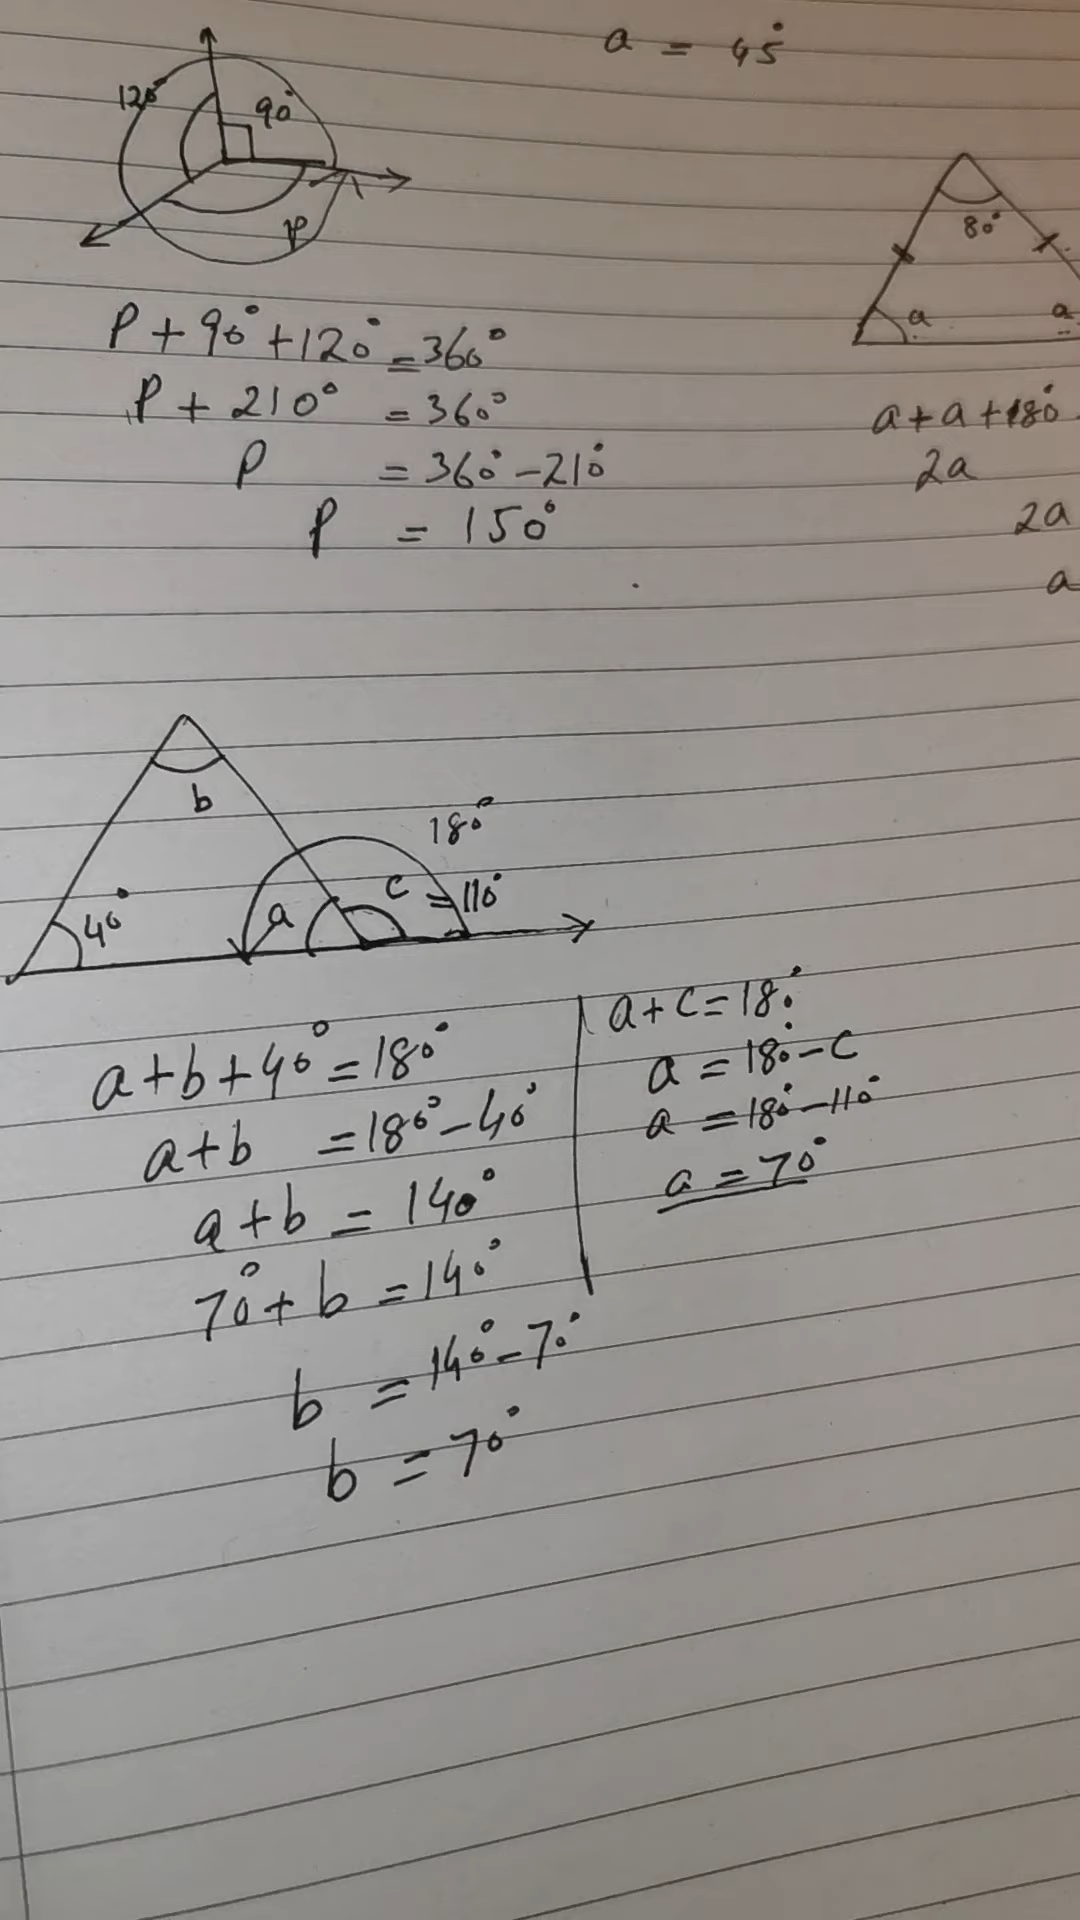 a = 45°
120°
90°
P
P + 90° + 120° = 360°
P + 210° = 360°
P = 360° - 210°
P = 150°
80°
a
a
a + a + 180°
2a
2a
a
b
180°
40°
a
c = 110°
a + b + 40° = 180°
a + b = 180° - 40°
a + b = 140°
70° + b = 140°
b = 140° - 70°
b = 70°
a + c = 180°
a = 180° - c
a = 180° - 110°
a = 70°